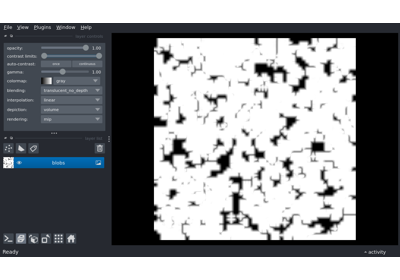 File View Plugins Window Help
opacity: 1.00
contrast limits:
auto-contrast: once continuous
gamma: 1.00
colormap: gray
blending: translucent_no_depth
interpolation: linear
depiction: volume
rendering: mip
blobs
Ready
activity